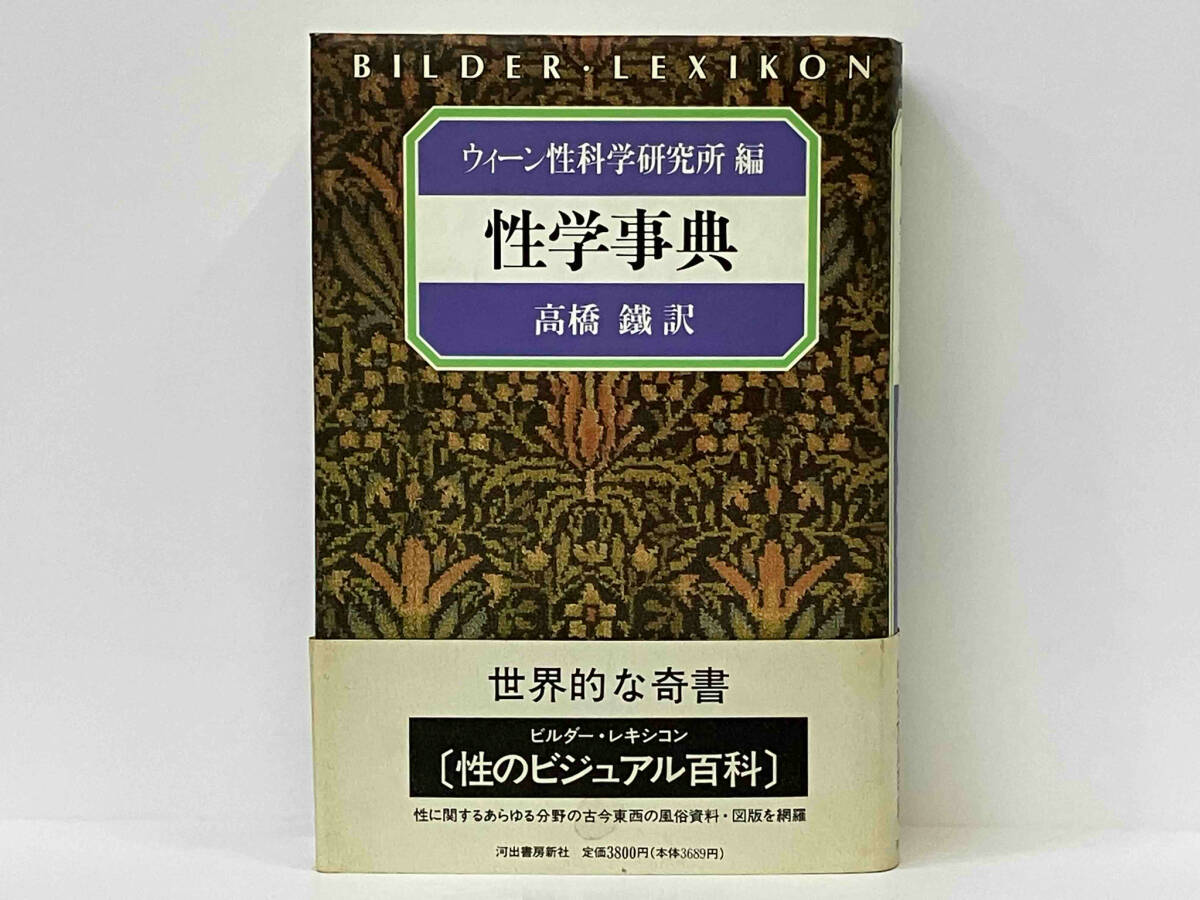 BILDER・LEXIKON
ウィーン性科学研究所 編
性学事典
高橋 鐵 訳
世界的な奇書
ビルダー・レキシコン
〔性のビジュアル百科〕
性に関するあらゆる分野の古今東西の風俗資料・図版を網羅
河出書房新社 定価3800円(本体3689円)